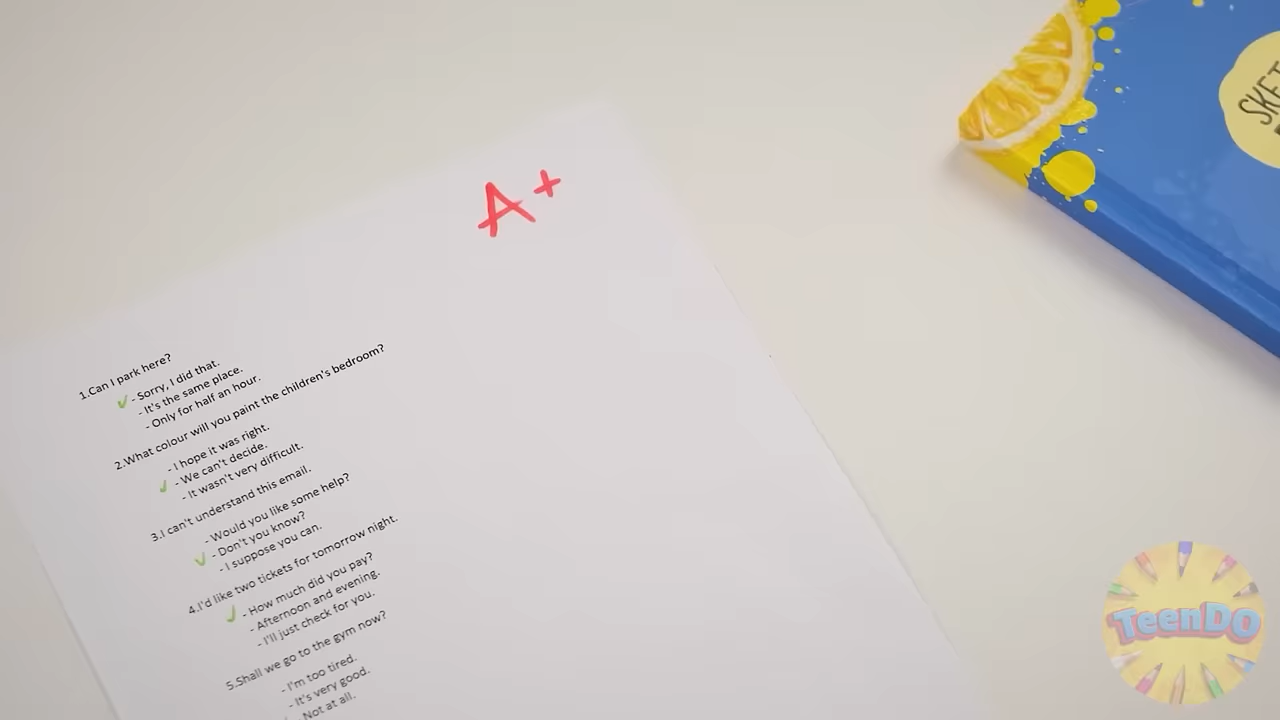 A+
1.Can I park here?
- Sorry, I did that.
- It's the same place.
- Only for half an hour.
2.What colour will you paint the children's bedroom?
- I hope it was right.
- We can't decide.
- It wasn't very difficult.
3.I can't understand this email.
- Would you like some help?
- Don't you know?
- I suppose you can.
4.I'd like two tickets for tomorrow night.
- How much did you pay?
- Afternoon and evening.
- I'll just check for you.
5.Shall we go to the gym now?
- I'm too tired.
- It's very good.
- Not at all.
TeenDO